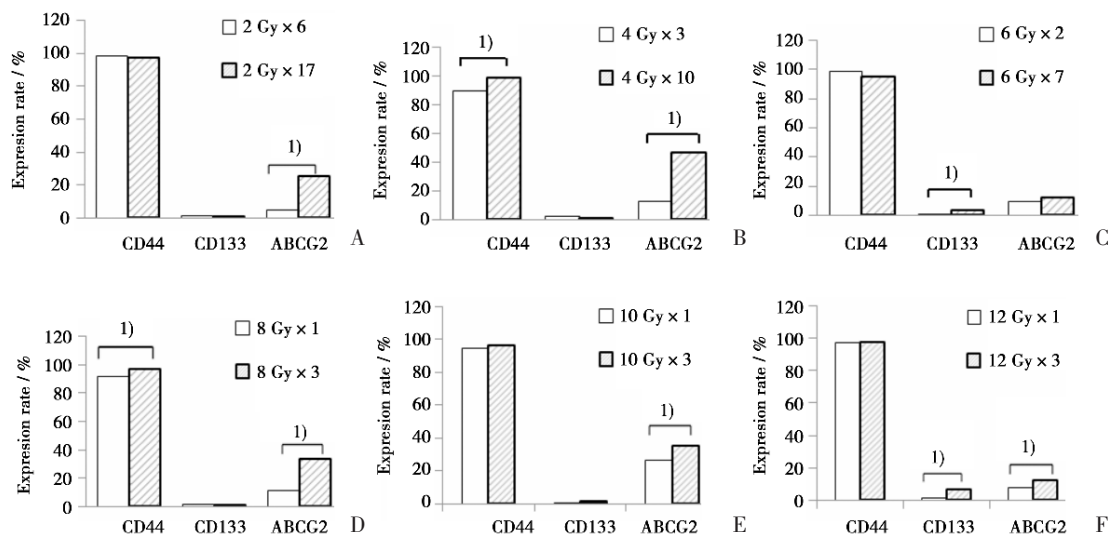 120
100
80
60
40
20
0
Expresion rate / %
2 Gy × 6
2 Gy × 17
1)
CD44 CD133 ABCG2 A
120
100
80
60
40
20
0
Expresion rate / %
4 Gy × 3
4 Gy × 10
1)
1)
CD44 CD133 ABCG2 B
120
100
80
60
40
20
0
Expresion rate / %
6 Gy × 2
6 Gy × 7
1)
CD44 CD133 ABCG2 C
120
100
80
60
40
20
0
Expresion rate / %
8 Gy × 1
8 Gy × 3
1)
1)
CD44 CD133 ABCG2 D
120
100
80
60
40
20
0
Expresion rate / %
10 Gy × 1
10 Gy × 3
1)
CD44 CD133 ABCG2 E
120
100
80
60
40
20
0
Expresion rate / %
12 Gy × 1
12 Gy × 3
1)
1)
CD44 CD133 ABCG2 F